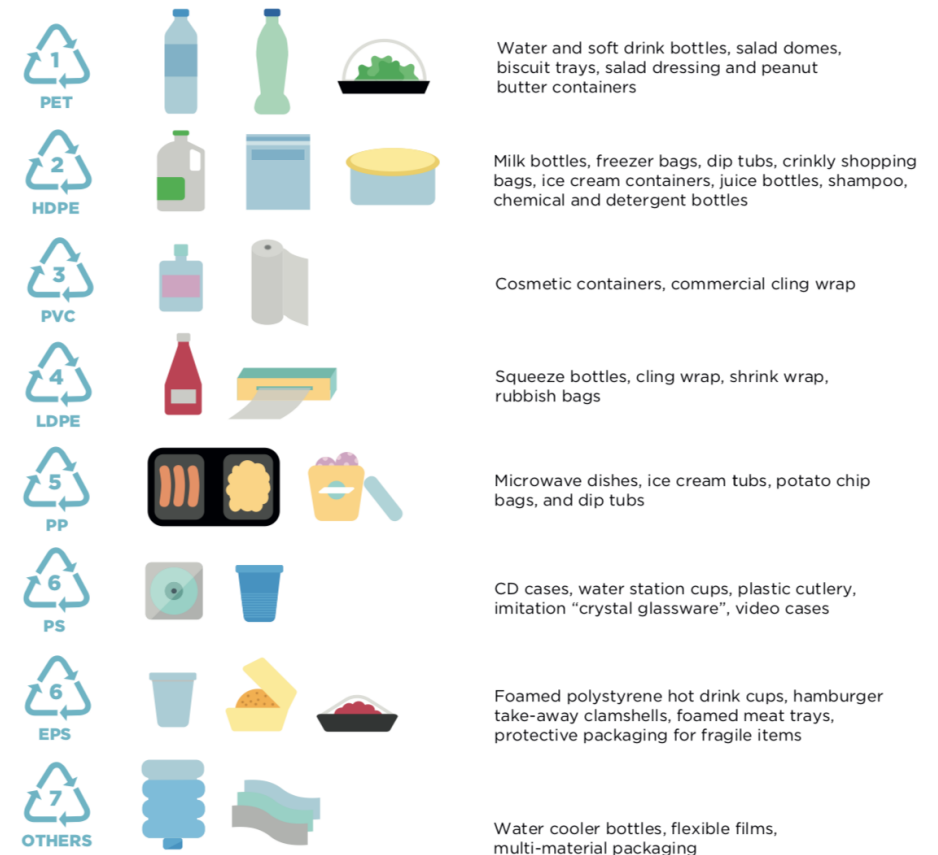 1
PET
Water and soft drink bottles, salad domes,
biscuit trays, salad dressing and peanut
butter containers
2
HDPE
Milk bottles, freezer bags, dip tubs, crinkly shopping
bags, ice cream containers, juice bottles, shampoo,
chemical and detergent bottles
3
PVC
Cosmetic containers, commercial cling wrap
4
LDPE
Squeeze bottles, cling wrap, shrink wrap,
rubbish bags
5
PP
Microwave dishes, ice cream tubs, potato chip
bags, and dip tubs
6
PS
CD cases, water station cups, plastic cutlery,
imitation “crystal glassware”, video cases
6
EPS
Foamed polystyrene hot drink cups, hamburger
take-away clamshells, foamed meat trays,
protective packaging for fragile items
7
OTHERS
Water cooler bottles, flexible films,
multi-material packaging